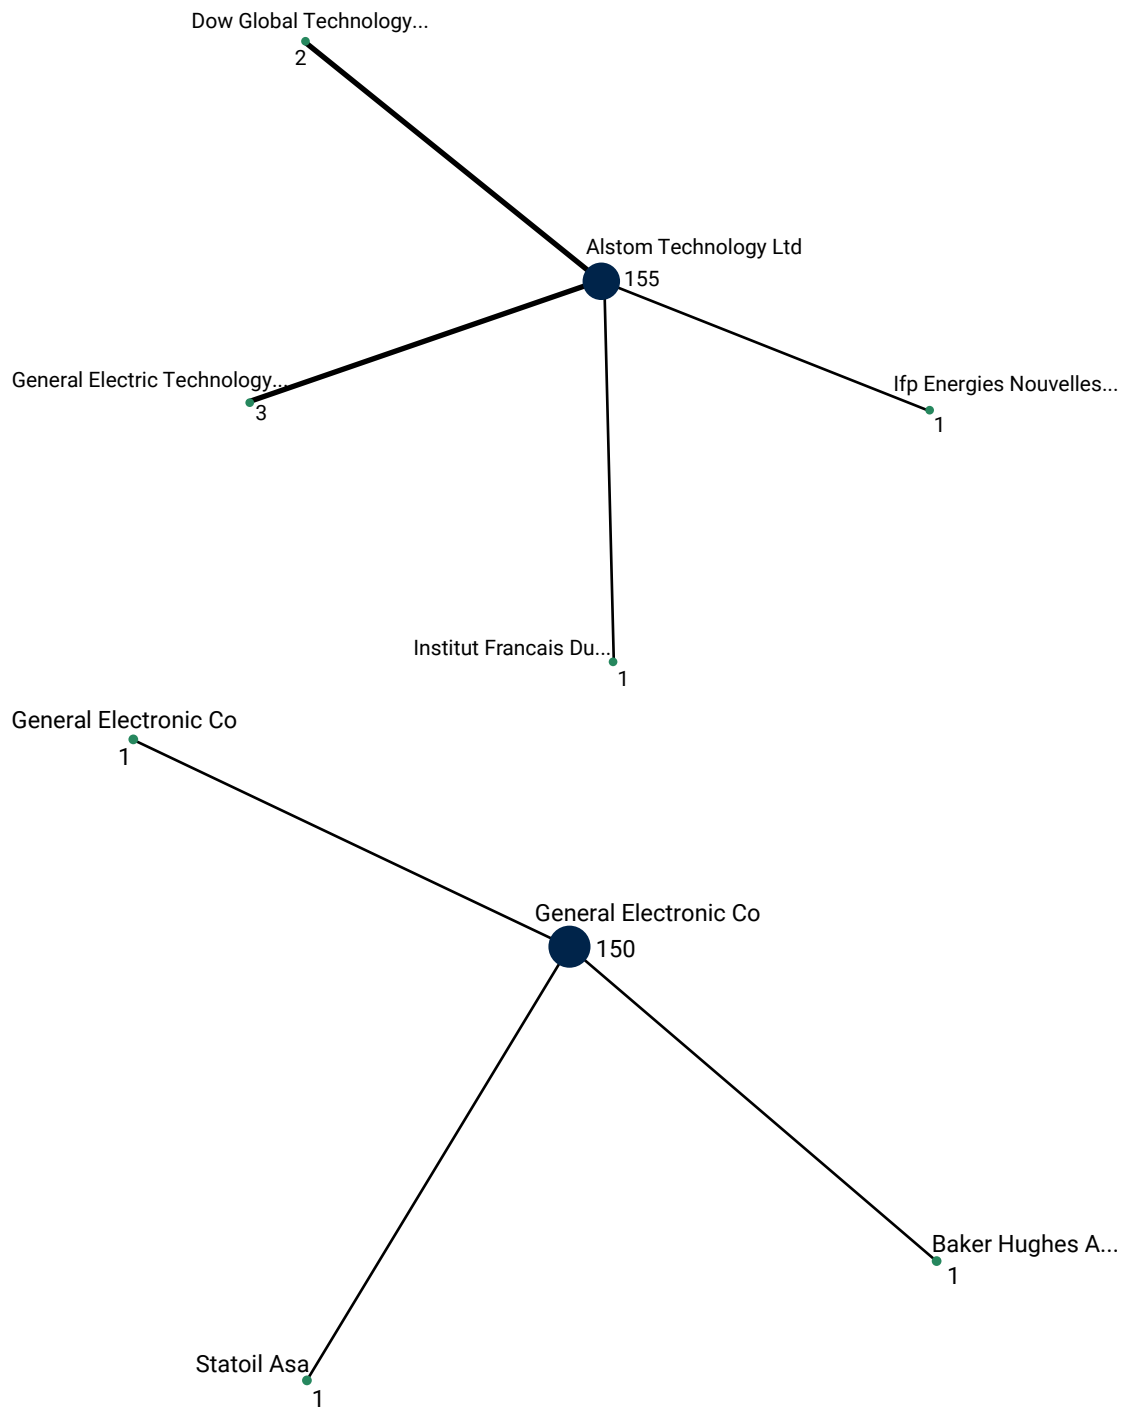 Dow Global Technology...
2
Alstom Technology Ltd
155
General Electric Technology...
3
Ifp Energies Nouvelles...
1
Institut Francais Du...
1
General Electronic Co
1
General Electronic Co
150
Baker Hughes A...
1
Statoil Asa
1